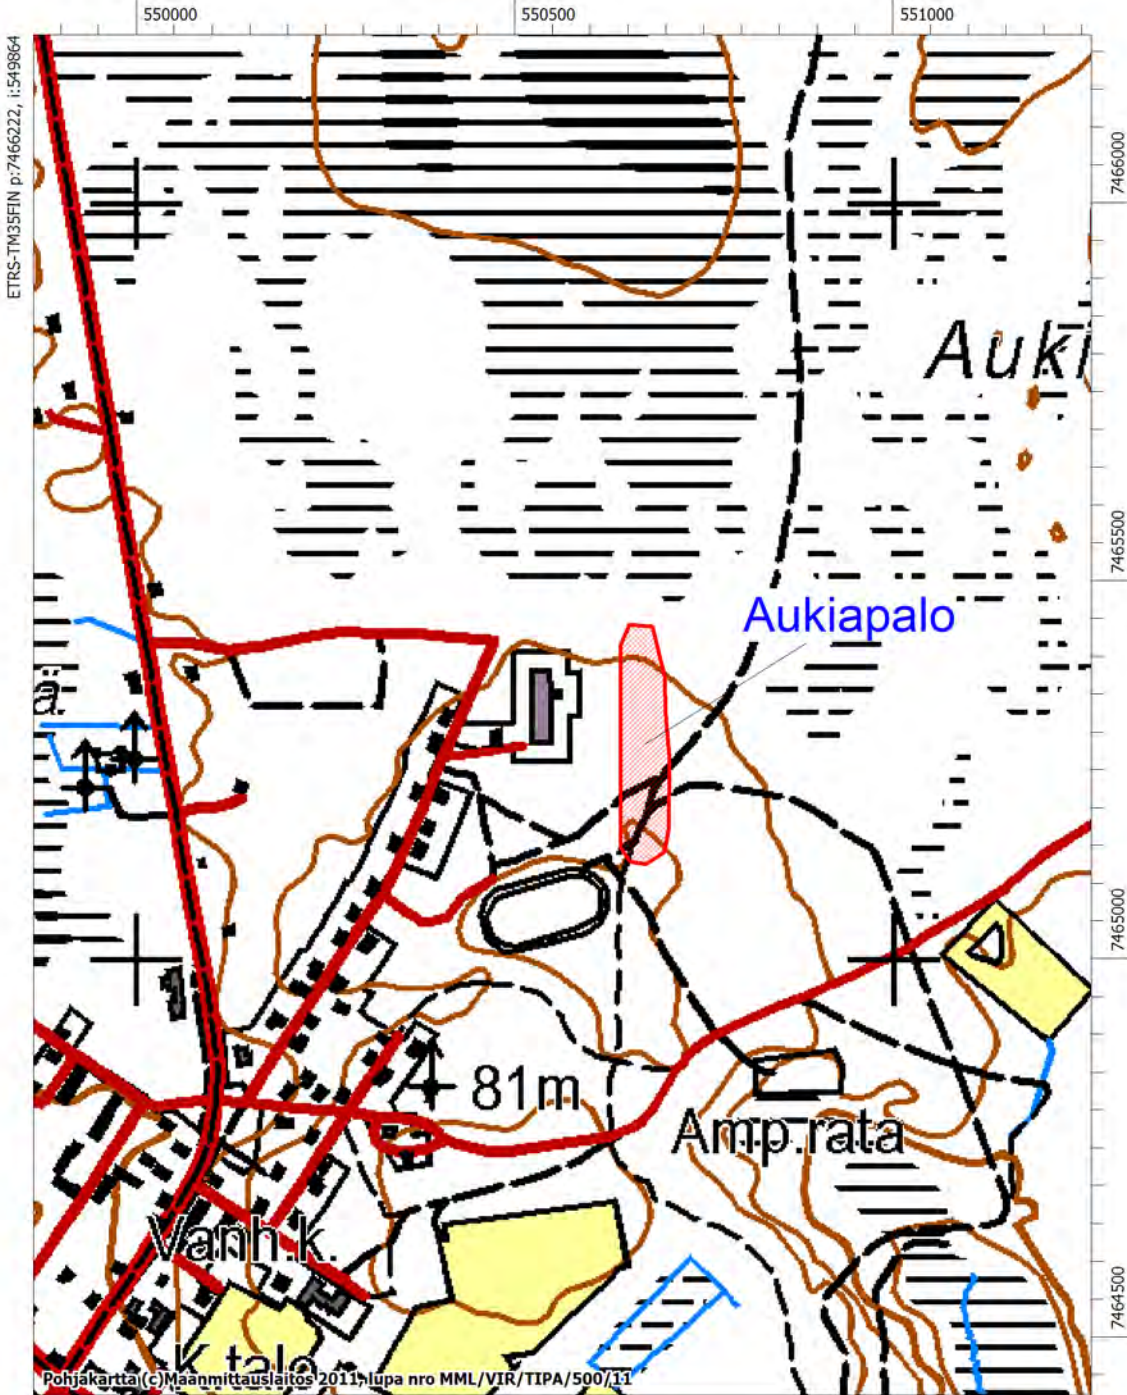 550000
550500
551000
ETRS-TM35FIN p:7466222, i:549864
7466000
Auki
7465500
Aukiapalo
ä
7465000
81m
Amp.rata
Vanh.k.
7464500
K.talo
Pohjakartta (c)Maanmittauslaitos 2011, lupa nro MML/VIR/TIPA/500/11